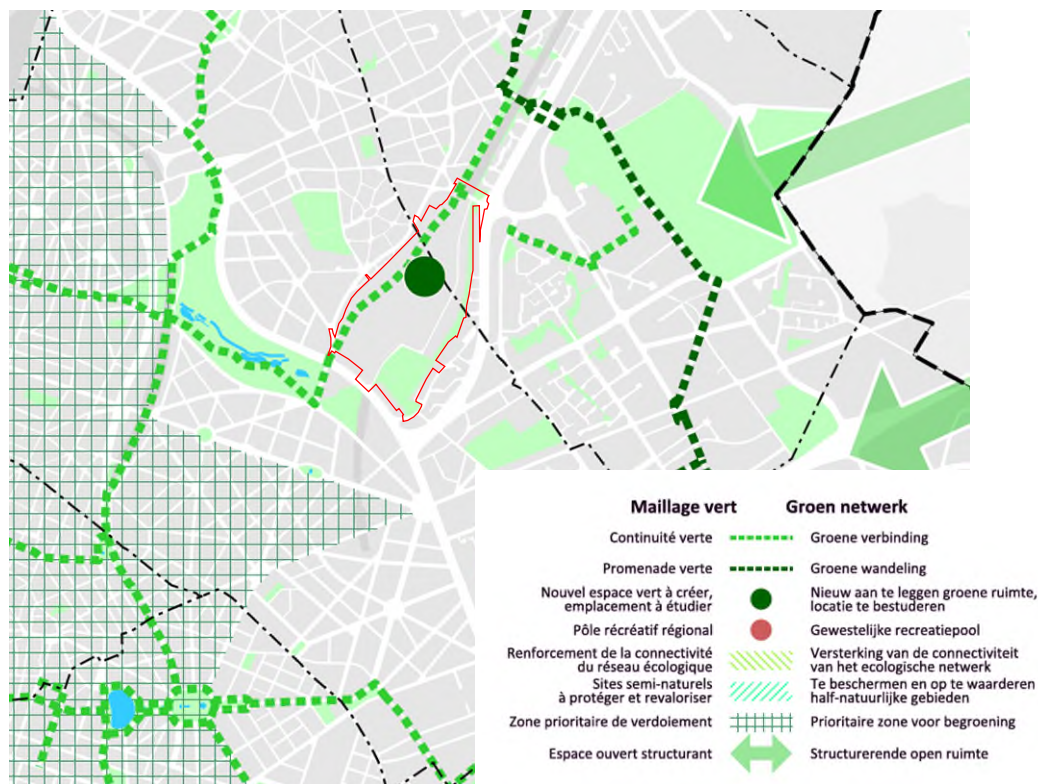 Maillage vert Groen netwerk
Continuité verte Groene verbinding
Promenade verte Groene wandeling
Nouvel espace vert à créer, Nieuw aan te leggen groene ruimte,
emplacement à étudier locatie te bestuderen
Pôle récréatif régional Gewestelijke recreatiepool
Renforcement de la connectivité Versterking van de connectiviteit
du réseau écologique van het ecologische netwerk
Sites semi-naturels Te beschermen en op te waarderen
à protéger et revaloriser half-natuurlijke gebieden
Zone prioritaire de verdoiement Prioritaire zone voor begroening
Espace ouvert structurant Structurerende open ruimte